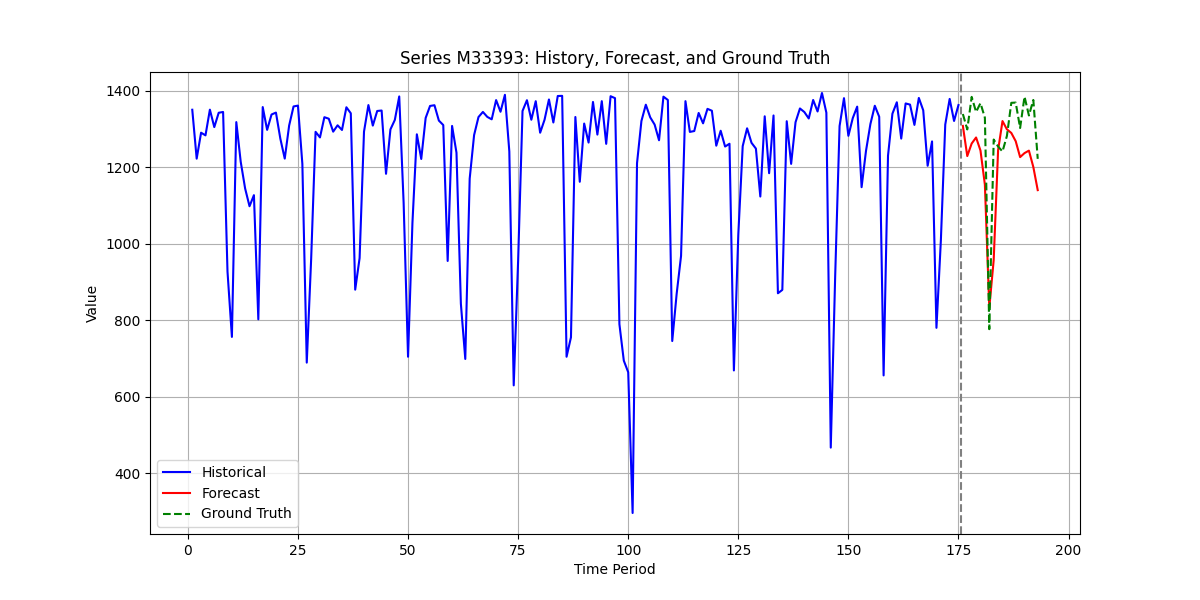 Series M33393: History, Forecast, and Ground Truth
1400
1200
1000
800
600
400
Value
Historical
Forecast
Ground Truth
0 25 50 75 100 125 150 175 200
Time Period